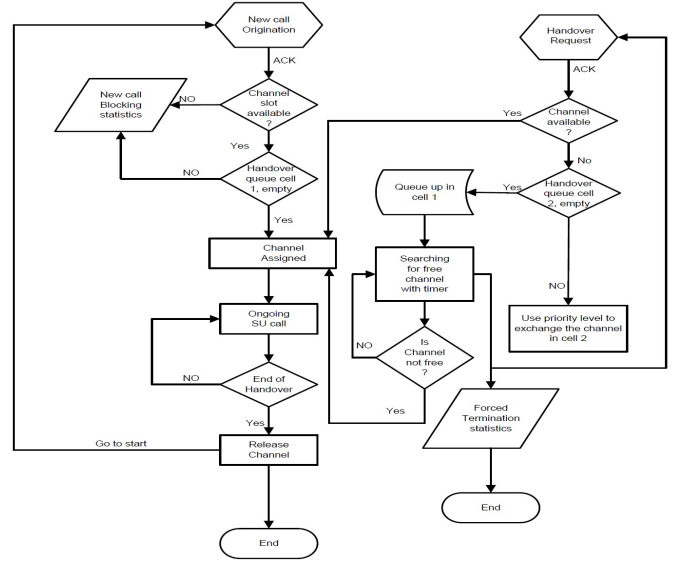 New call
Origination
ACK
Channel
slot
available
?
NO
New call
Blocking
statistics
Yes
Handover
queue cell
1, empty
NO
Yes
Channel
Assigned
Ongoing
SU call
End of
Handover
NO
Yes
Release
Channel
Go to start
End
Handover
Request
ACK
Channel
available
?
Yes
No
Handover
queue cell
2, empty
Yes
Queue up in
cell 1
NO
Use priority level to
exchange the channel
in cell 2
Searching
for free
channel
with timer
Is
Channel
not free
?
NO
Yes
Forced
Termination
statistics
End